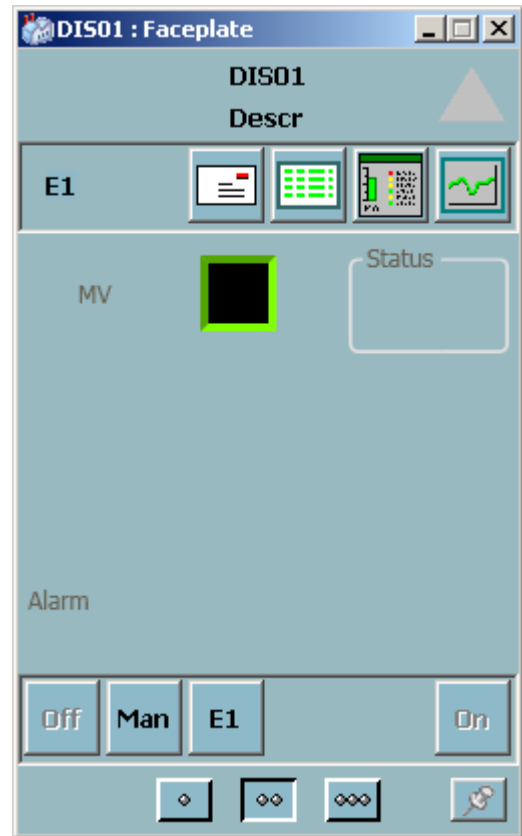 DIS01 : Faceplate
DIS01
Descr
E1
MV
Status
Alarm
Off Man E1 On